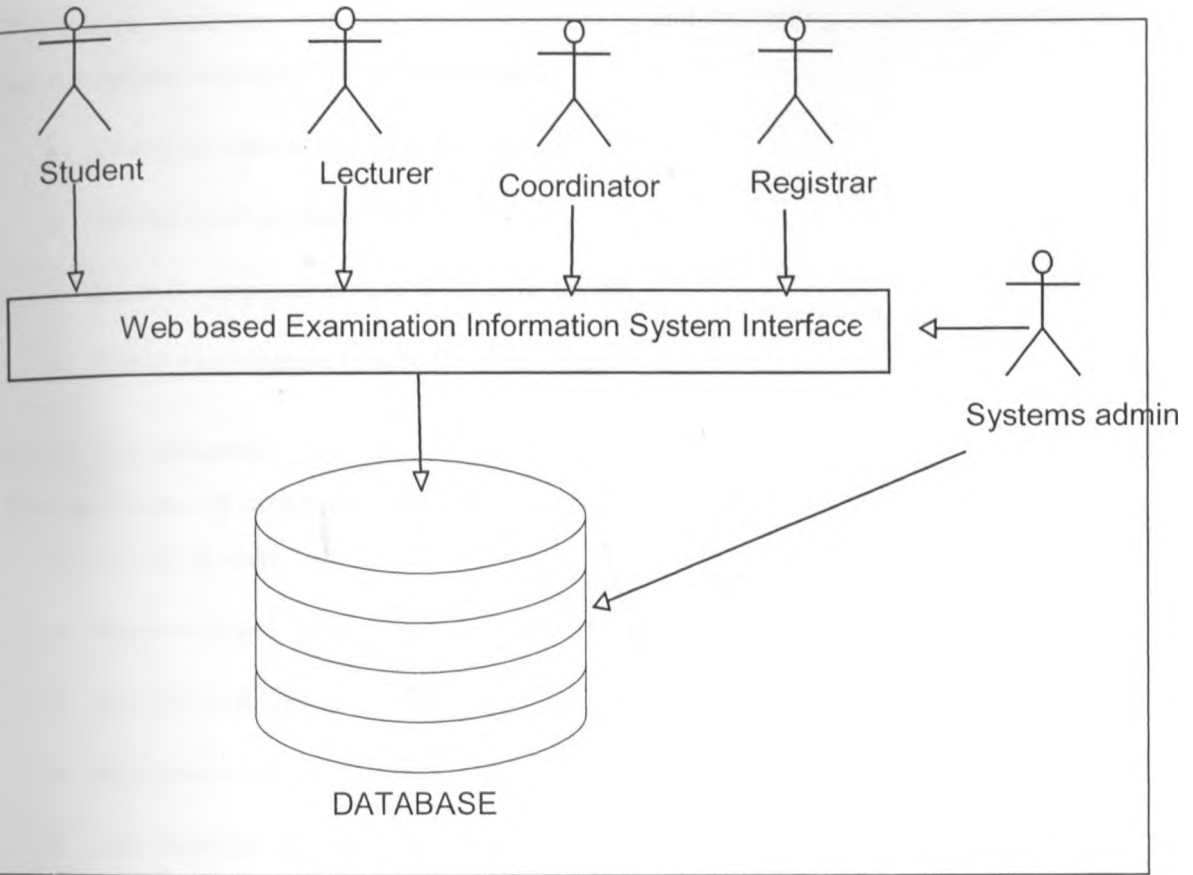 Student
Lecturer
Coordinator
Registrar
Web based Examination Information System Interface
Systems admin
DATABASE